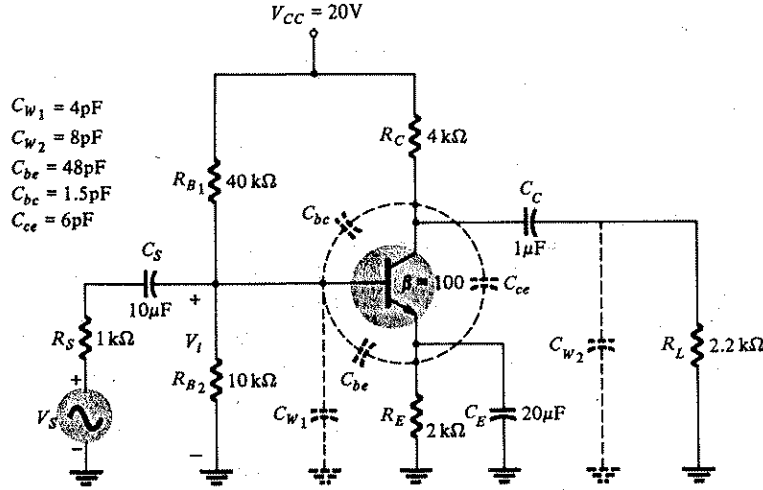 V_CC = 20V
C_W1 = 4pF
C_W2 = 8pF
C_be = 48pF
C_bc = 1.5pF
C_ce = 6pF
R_C 4 kΩ
R_B1 40 kΩ
C_bc
C_C
1μF
C_S
10μF
β = 100
C_ce
R_S 1 kΩ
+
V_i
C_W2
R_L 2.2 kΩ
C_be
R_B2 10 kΩ
+
V_S
−
C_W1
R_E 2 kΩ
C_E 20μF
−